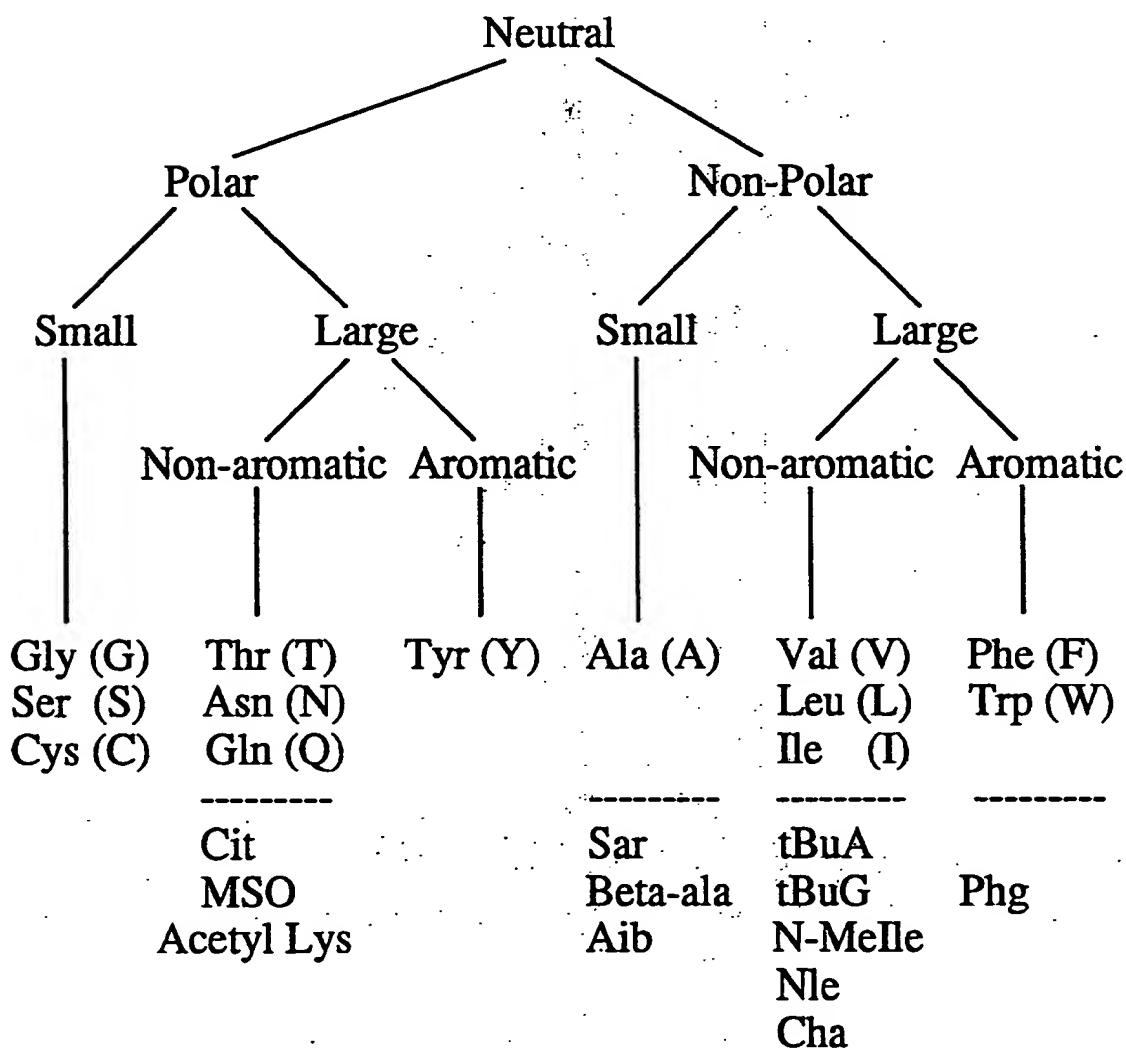 Neutral
Polar Non-Polar
Small Large Small Large
Non-aromatic Aromatic Non-aromatic Aromatic
Gly (G) Thr (T) Tyr (Y) Ala (A) Val (V) Phe (F)
Ser (S) Asn (N) Leu (L) Trp (W)
Cys (C) Gln (Q) Ile (I)
--------- --------- --------- ---------
Cit Sar tBuA
MSO Beta-ala tBuG Phg
Acetyl Lys Aib N-MeIle
Nle
Cha